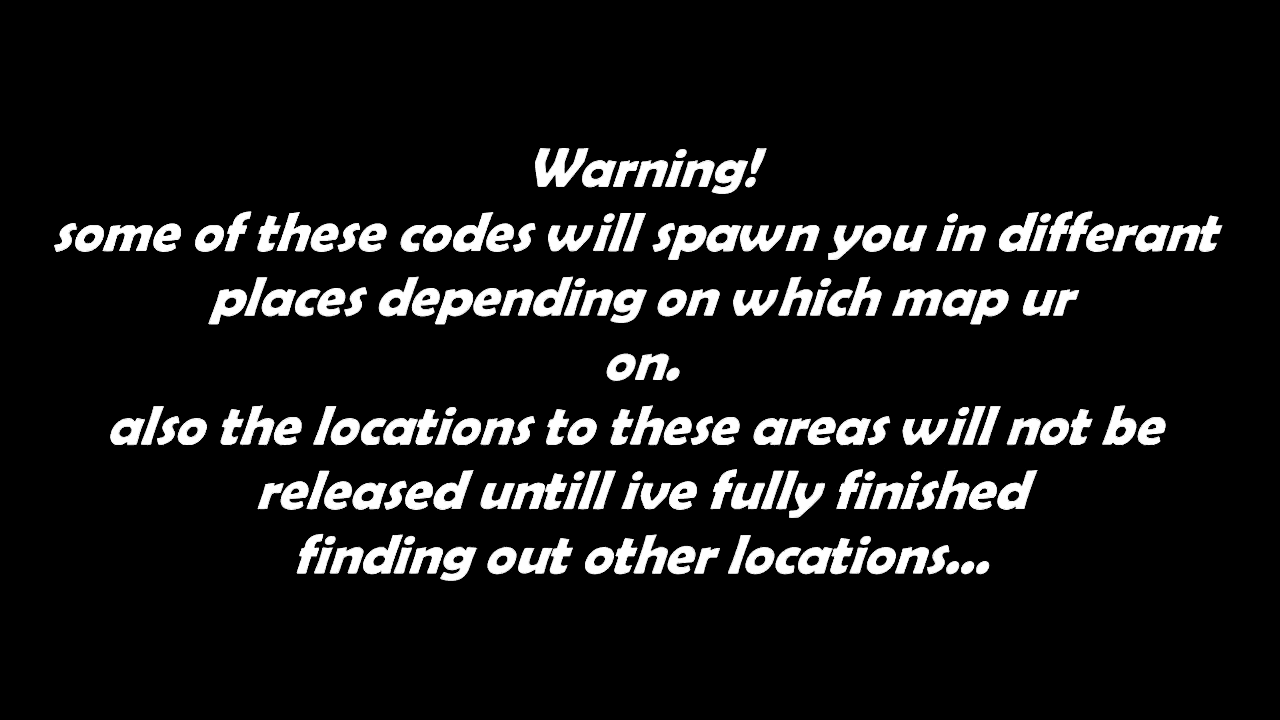 Warning!
some of these codes will spawn you in differant
places depending on which map ur
on.
also the locations to these areas will not be
released untill ive fully finished
finding out other locations...